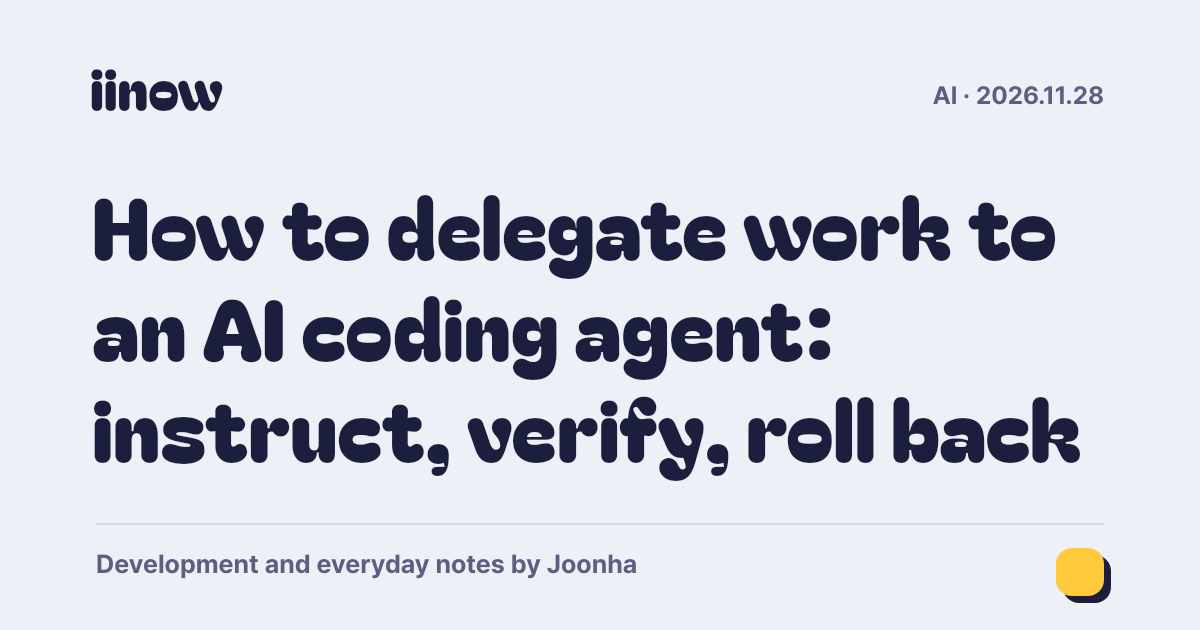 iinow
AI · 2026.11.28
How to delegate work to
an AI coding agent:
instruct, verify, roll back
Development and everyday notes by Joonha